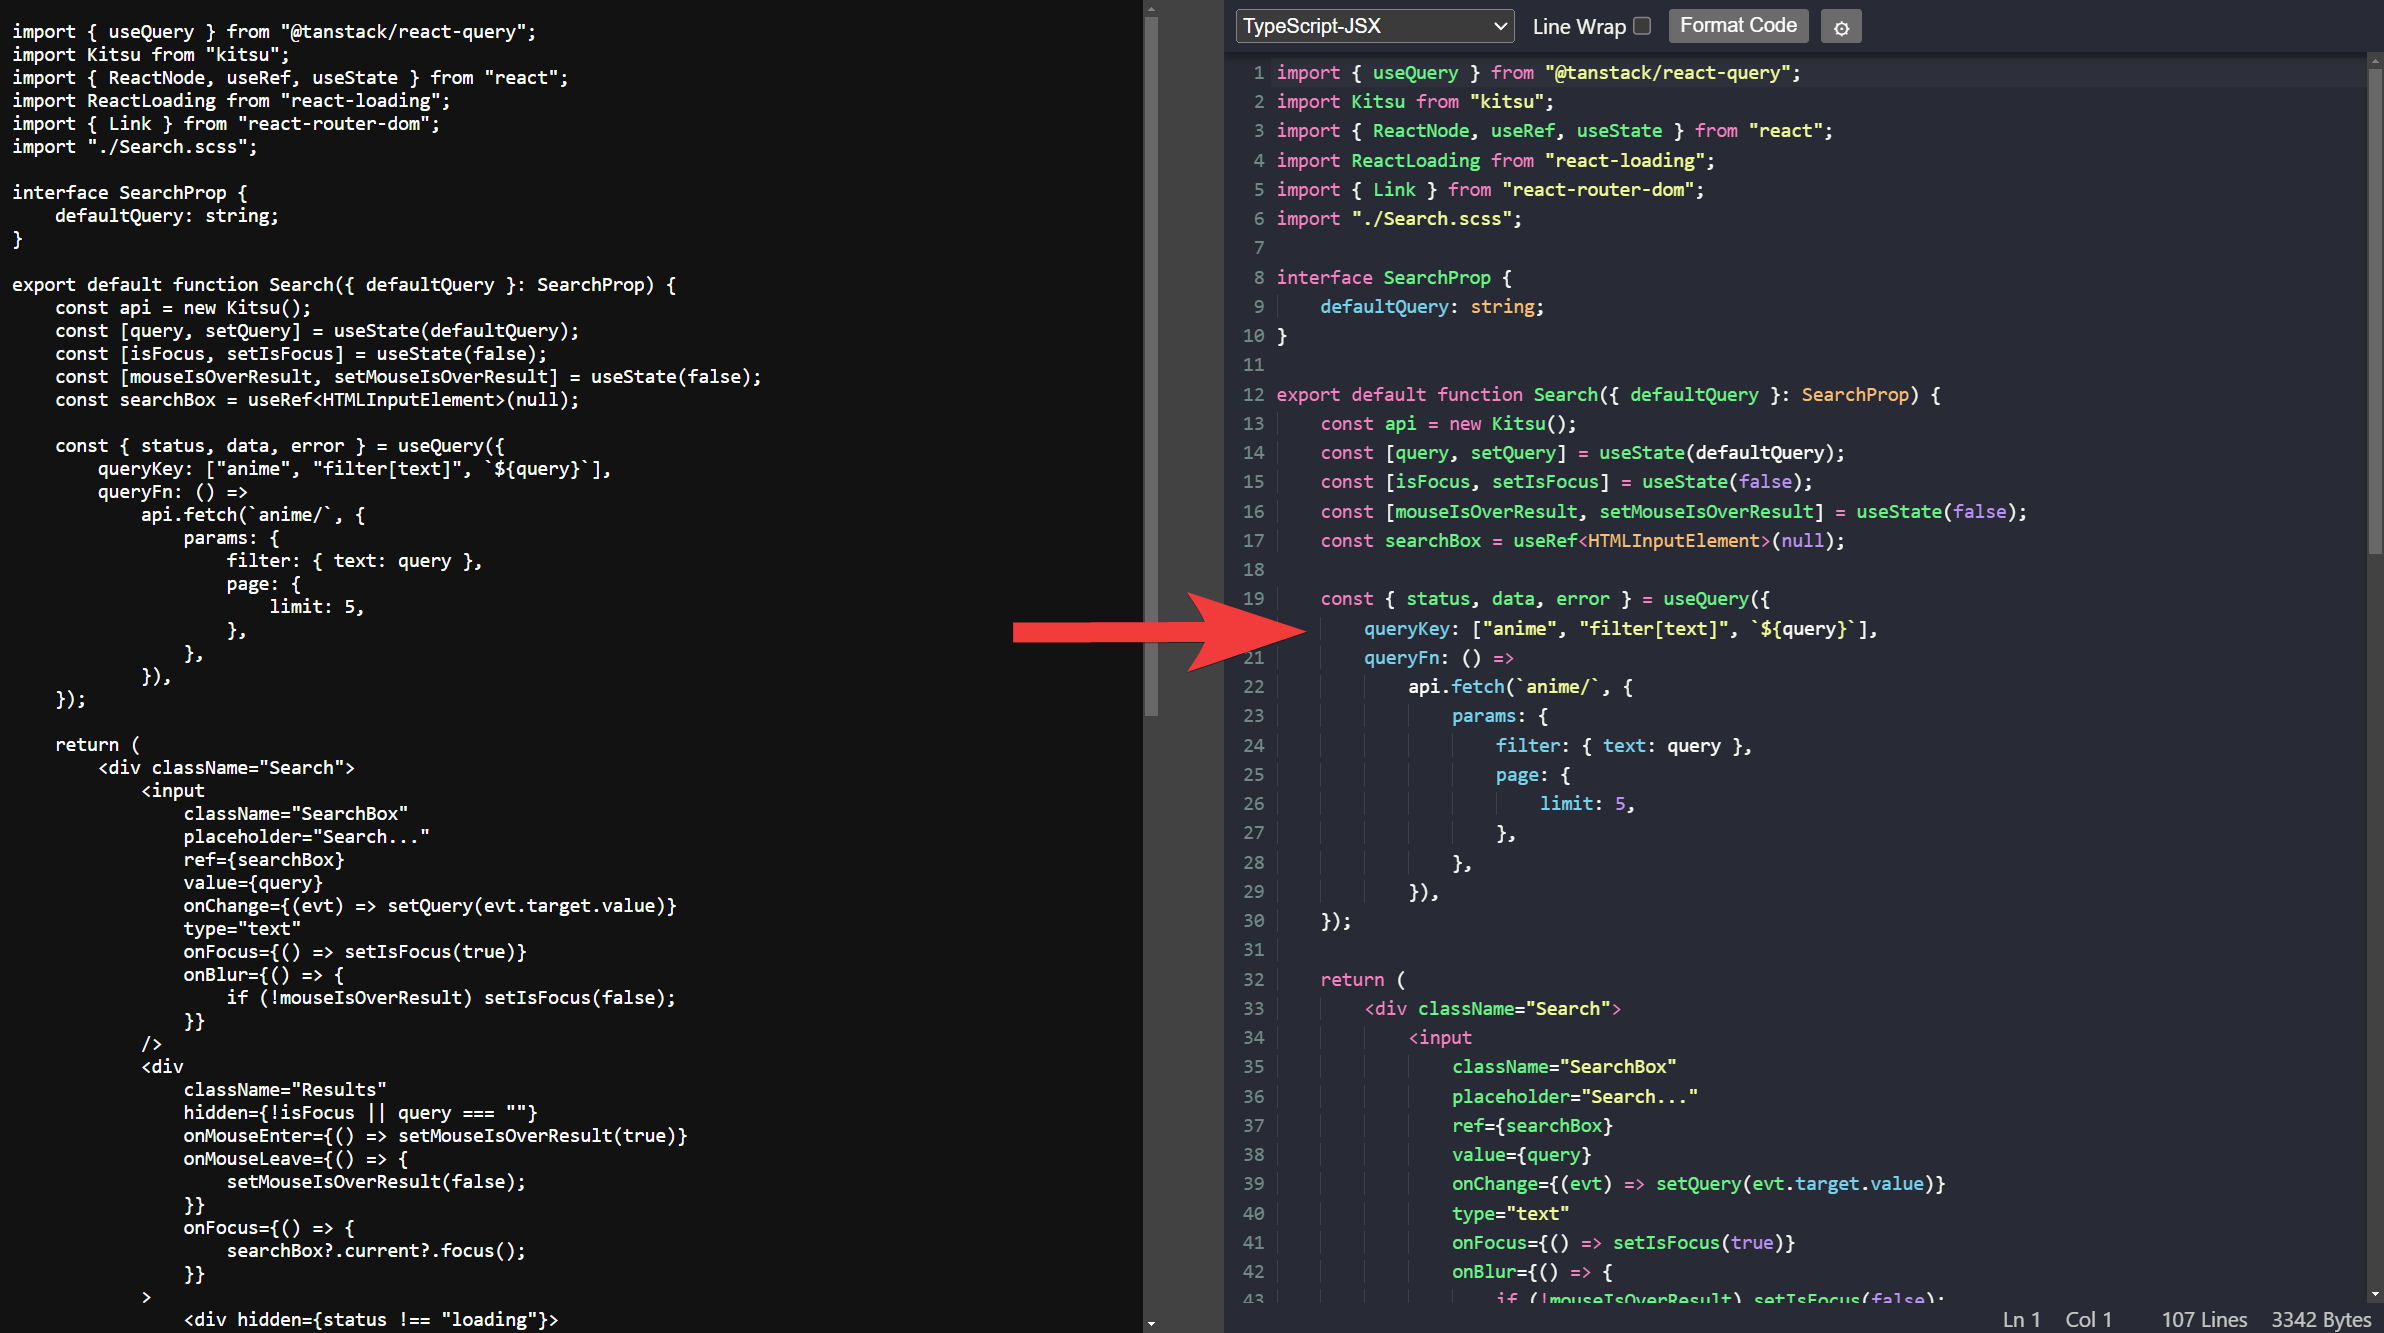 import { useQuery } from "@tanstack/react-query";
import Kitsu from "kitsu";
import { ReactNode, useRef, useState } from "react";
import ReactLoading from "react-loading";
import { Link } from "react-router-dom";
import "./Search.scss";

interface SearchProp {
    defaultQuery: string;
}

export default function Search({ defaultQuery }: SearchProp) {
    const api = new Kitsu();
    const [query, setQuery] = useState(defaultQuery);
    const [isFocus, setIsFocus] = useState(false);
    const [mouseIsOverResult, setMouseIsOverResult] = useState(false);
    const searchBox = useRef<HTMLInputElement>(null);

    const { status, data, error } = useQuery({
        queryKey: ["anime", "filter[text]", `${query}`],
        queryFn: () =>
            api.fetch(`anime/`, {
                params: {
                    filter: { text: query },
                    page: {
                        limit: 5,
                    },
                },
            }),
    });

    return (
        <div className="Search">
            <input
                className="SearchBox"
                placeholder="Search..."
                ref={searchBox}
                value={query}
                onChange={(evt) => setQuery(evt.target.value)}
                type="text"
                onFocus={() => setIsFocus(true)}
                onBlur={() => {
                    if (!mouseIsOverResult) setIsFocus(false);
                }}
            />
            <div
                className="Results"
                hidden={!isFocus || query === ""}
                onMouseEnter={() => setMouseIsOverResult(true)}
                onMouseLeave={() => {
                    setMouseIsOverResult(false);
                }}
                onFocus={() => {
                    searchBox?.current?.focus();
                }}
            >
                <div hidden={status !== "loading"}>
TypeScript-JSX Line Wrap Format Code
1 import { useQuery } from "@tanstack/react-query";
2 import Kitsu from "kitsu";
3 import { ReactNode, useRef, useState } from "react";
4 import ReactLoading from "react-loading";
5 import { Link } from "react-router-dom";
6 import "./Search.scss";
7
8 interface SearchProp {
9     defaultQuery: string;
10 }
11
12 export default function Search({ defaultQuery }: SearchProp) {
13     const api = new Kitsu();
14     const [query, setQuery] = useState(defaultQuery);
15     const [isFocus, setIsFocus] = useState(false);
16     const [mouseIsOverResult, setMouseIsOverResult] = useState(false);
17     const searchBox = useRef<HTMLInputElement>(null);
18
19     const { status, data, error } = useQuery({
        queryKey: ["anime", "filter[text]", `${query}`],
21         queryFn: () =>
22             api.fetch(`anime/`, {
23                 params: {
24                     filter: { text: query },
25                     page: {
26                         limit: 5,
27                     },
28                 },
29             }),
30     });
31
32     return (
33         <div className="Search">
34             <input
35                 className="SearchBox"
36                 placeholder="Search..."
37                 ref={searchBox}
38                 value={query}
39                 onChange={(evt) => setQuery(evt.target.value)}
40                 type="text"
41                 onFocus={() => setIsFocus(true)}
42                 onBlur={() => {
43                     if (!mouseIsOverResult) setIsFocus(false);
Ln 1 Col 1 107 Lines 3342 Bytes